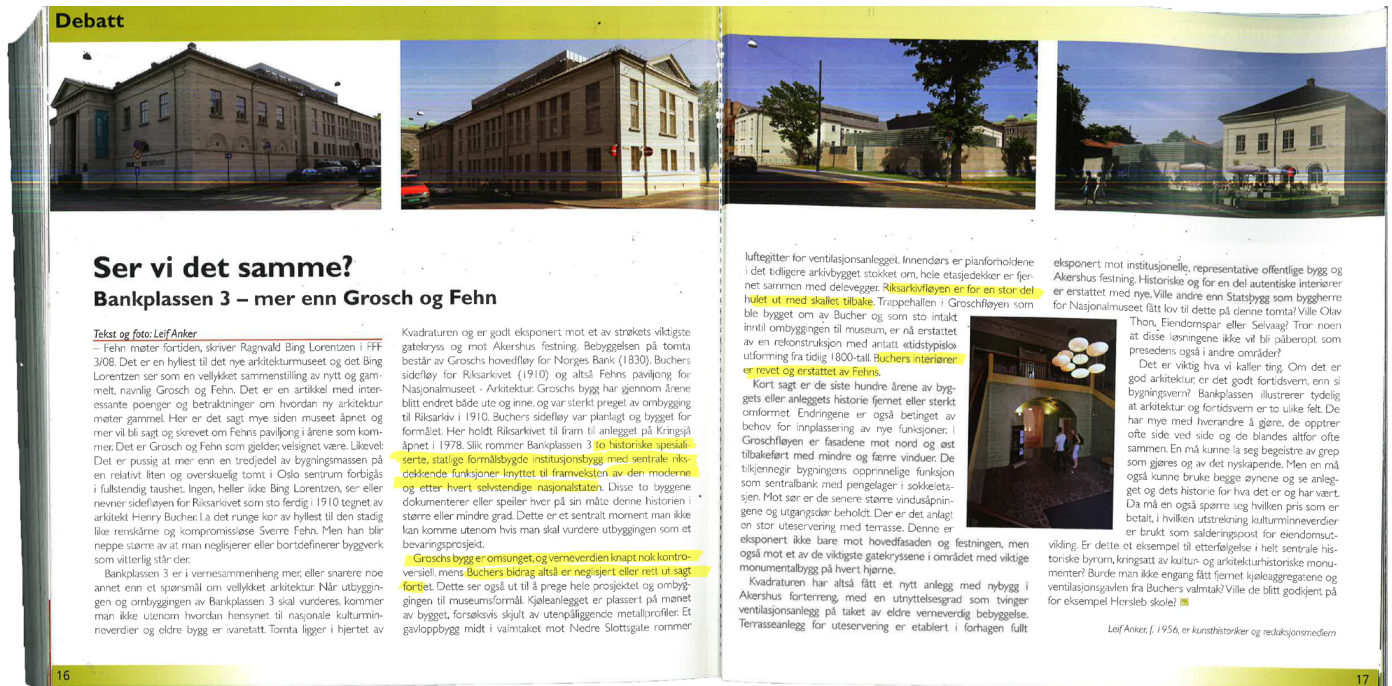 Debatt
Ser vi det samme?
Bankplassen 3 – mer enn Grosch og Fehn
Tekst og foto: Leif Anker
– Fehn møter fortiden, skriver Ragnvald Bing Lorentzen i FFF
3/08. Det er en hyllest til det nye arkitekturmuseet og det Bing
Lorentzen ser som en vellykket sammenstilling av nytt og gam-
melt, navnlig Grosch og Fehn. Det er en artikkel med inter-
essante poenger og betraktninger om hvordan ny arkitektur
møter gammel. Her er det sagt mye siden museet åpnet og
mer vil bli sagt og skrevet om Fehns paviljong i årene som kom-
mer. Det er Grosch og Fehn som gjelder, velsignet være. Likevel:
Det er pussig at mer enn en tredjedel av bygningsmassen på
en relativt liten og overskuelig tomt i Oslo sentrum forbigås
i fullstendig taushet. Ingen, heller ikke Bing Lorentzen, ser eller
nevner sidefløyen for Riksarkivet som sto ferdig i 1910 tegnet av
arkitekt Henry Bucher. La det runge kor av hyllest til den stadig
like renskårne og kompromissløse Sverre Fehn. Men han blir
neppe større av at man neglisjerer eller bortdefinerer byggverk
som vitterlig står der.
Bankplassen 3 er i vernesammenheng mer, eller snarere noe
annet enn et spørsmål om vellykket arkitektur. Når utbyggin-
gen og ombyggingen av Bankplassen 3 skal vurderes, kommer
man ikke utenom hvordan hensynet til nasjonale kulturmin-
neverdier og eldre bygg er ivaretatt. Tomta ligger i hjertet av
Kvadraturen og er godt eksponert mot et av strøkets viktigste
gatekryss og mot Akershus festning. Bebyggelsen på tomta
består av Groschs hovedfløy for Norges Bank (1830), Buchers
sidefløy for Riksarkivet (1910) og altså Fehns paviljong for
Nasjonalmuseet - Arkitektur. Groschs bygg har gjennom årene
blitt endret både ute og inne, og var sterkt preget av ombygging
til Riksarkiv i 1910. Buchers sidefløy var planlagt og bygget for
formålet. Her holdt Riksarkivet til fram til anlegget på Kringsjå
åpnet i 1978. Slik rommer Bankplassen 3 to historiske spesiali-
serte, statlige formålsbygde institusjonsbygg med sentrale riks-
dekkende funksjoner knyttet til framveksten av den moderne
og etter hvert selvstendige nasjonalstaten. Disse to byggene
dokumenterer eller speiler hver på sin måte denne historien i
større eller mindre grad. Dette er et sentralt moment man ikke
kan komme utenom hvis man skal vurdere utbyggingen som et
bevaringsprosjekt.
Groschs bygg er omsunget, og verneverdien knapt nok kontro-
versiell, mens Buchers bidrag altså er neglisjert eller rett ut sagt
fortiet. Dette ser også ut til å prege hele prosjektet og ombyg-
gingen til museumsformål. Kjøleanlegget er plassert på mønet
av bygget, forsøksvis skjult av utenpåliggende metallprofiler. Et
gavloppbygg midt i valmtaket mot Nedre Slottsgate rommer
16
luftegitter for ventilasjonsanlegget. Innendørs er planforholdene
i det tidligere arkivbygget stokket om, hele etasjedekker er fjer-
net sammen med delevegger. Riksarkivfløyen er for en stor del
hulet ut med skallet tilbake. Trappehallen i Groschfløyen som
ble bygget om av Bucher og som sto intakt
inntil ombyggingen til museum, er nå erstattet
av en rekonstruksjon med antatt «tidstypisk»
utforming fra tidlig 1800-tall. Buchers interiører
er revet og erstattet av Fehns.
Kort sagt er de siste hundre årene av byg-
gets eller anleggets historie fjernet eller sterkt
omformet. Endringene er også betinget av
behov for innplassering av nye funksjoner. I
Groschfløyen er fasadene mot nord og øst
tilbakeført med mindre og færre vinduer. De
tilkjennegir bygningens opprinnelige funksjon
som sentralbank med pengelager i sokkeleta-
sjen. Mot sør er de senere større vindusåpnin-
gene og utgangsdør beholdt. Der er det anlagt
en stor uteservering med terrasse. Denne er
eksponert ikke bare mot hovedfasaden og festningen, men
også mot et av de viktigste gatekryssene i området med viktige
monumentalbygg på hvert hjørne.
Kvadraturen har altså fått et nytt anlegg med nybygg i
Akershus forterreng, med en utnyttelsesgrad som tvinger
ventilasjonsanlegg på taket av eldre verneverdig bebyggelse.
Terrasseanlegg for uteservering er etablert i forhagen fullt
eksponert mot institusjonelle, representative offentlige bygg og
Akershus festning. Historiske og for en del autentiske interiører
er erstattet med nye. Ville andre enn Statsbygg som byggherre
for Nasjonalmuseet fått lov til dette på denne tomta? Ville Olav
Thon, Eiendomspar eller Selvaag? Tror noen
at disse løsningene ikke vil bli påberopt som
presedens også i andre områder?
Det er viktig hva vi kaller ting. Om det er
god arkitektur, er det godt fortidsvern, enn si
bygningsvern? Bankplassen illustrerer tydelig
at arkitektur og fortidsvern er to ulike felt. De
har mye med hverandre å gjøre, de opptrer
ofte side ved side og de blandes altfor ofte
sammen. En må kunne la seg begeistre av grep
som gjøres og av det nyskapende. Men en må
også kunne bruke begge øynene og se anleg-
get og dets historie for hva det er og har vært.
Da må en også spørre seg hvilken pris som er
betalt, i hvilken utstrekning kulturminneverdier
er brukt som salderingspost for eiendomsut-
vikling. Er dette et eksempel til etterfølgelse i helt sentrale his-
toriske byrom, kringsatt av kultur- og arkitekturhistoriske monu-
menter? Burde man ikke engang fått fjernet kjøleaggregatene og
ventilasjonsgavlen fra Buchers valmtak? Ville de blitt godkjent på
for eksempel Hersleb skole?
Leif Anker, f. 1956, er kunsthistoriker og redaksjonsmedlem
17